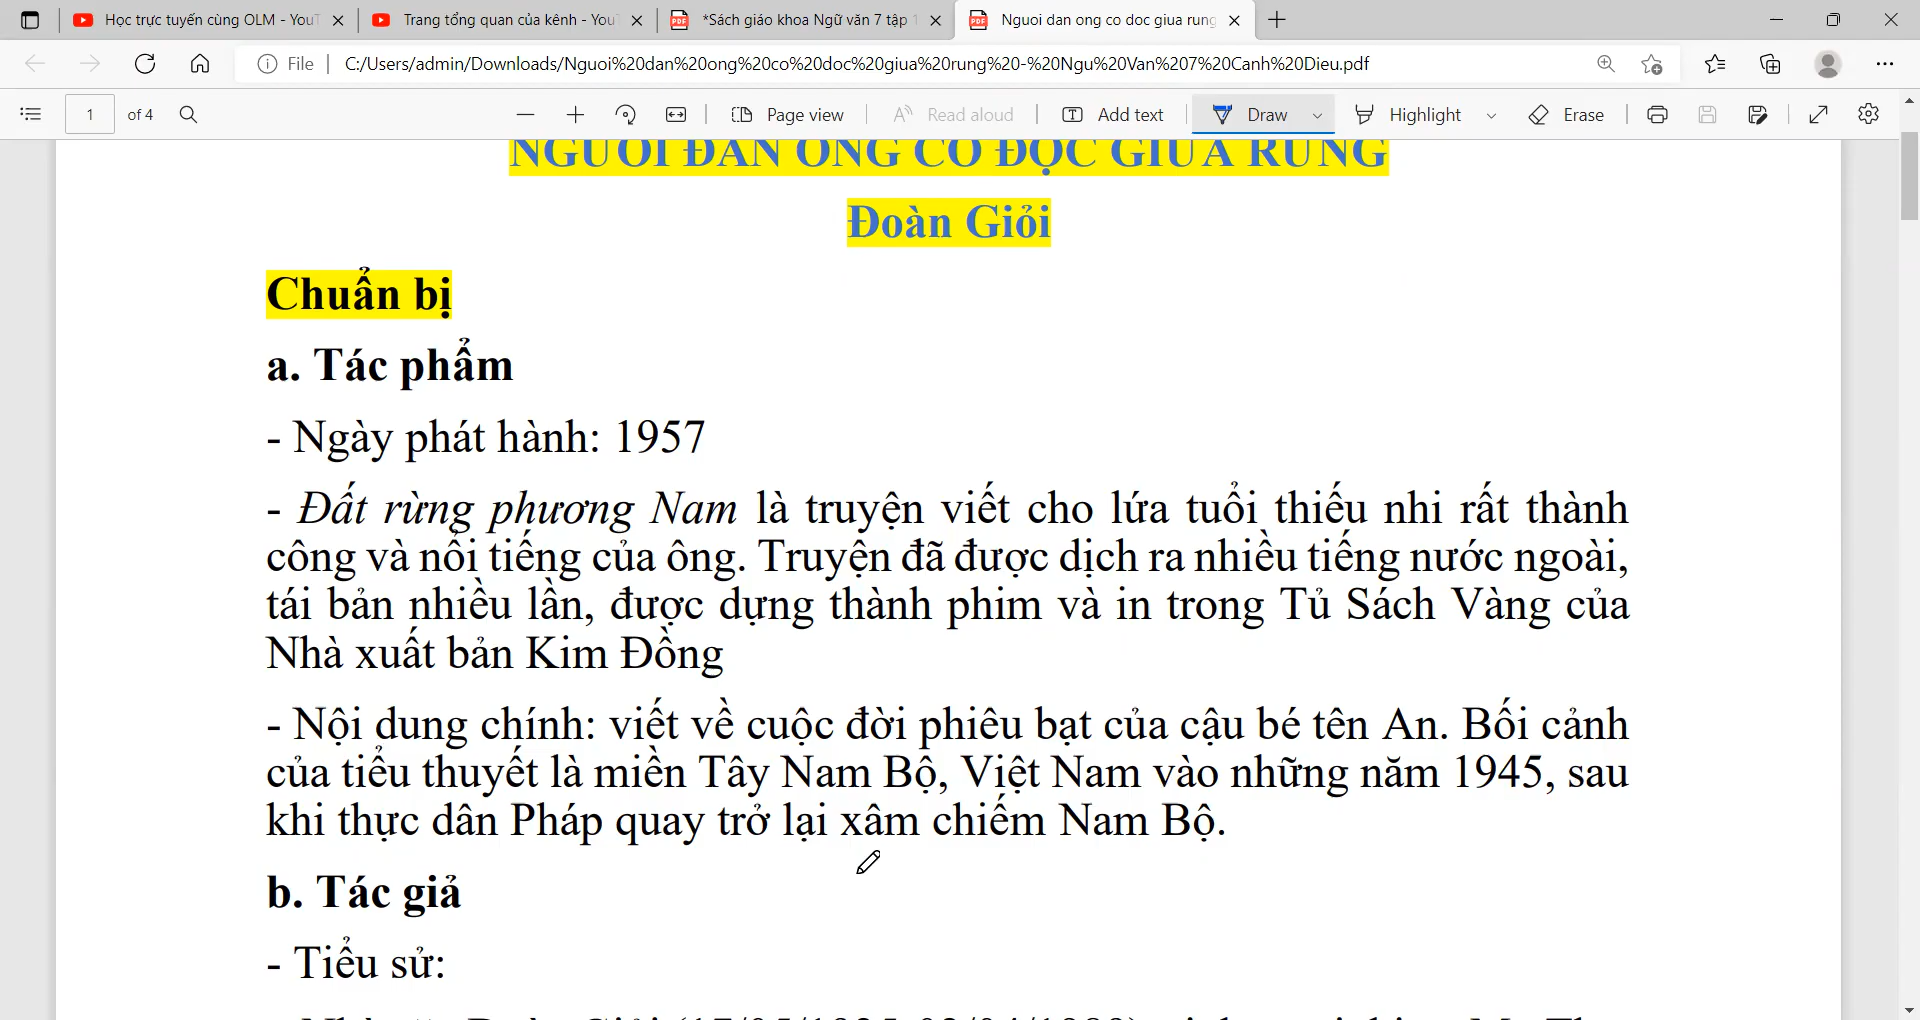 Học trực tuyến cùng OLM - YouT
Trang tổng quan của kênh - You
*Sách giáo khoa Ngữ văn 7 tập 1
Nguoi dan ong co doc giua rung
File
C:/Users/admin/Downloads/Nguoi%20dan%20ong%20co%20doc%20giua%20rung%20-%20Ngu%20Van%207%20Canh%20Dieu.pdf
1 of 4
Page view
Read aloud
Add text
Draw
Highlight
Erase
NGƯỜI ĐÀN ÔNG CÔ ĐỘC GIỮA RỪNG
Đoàn Giỏi
Chuẩn bị
a. Tác phẩm
- Ngày phát hành: 1957
- Đất rừng phương Nam là truyện viết cho lứa tuổi thiếu nhi rất thành
công và nổi tiếng của ông. Truyện đã được dịch ra nhiều tiếng nước ngoài,
tái bản nhiều lần, được dựng thành phim và in trong Tủ Sách Vàng của
Nhà xuất bản Kim Đồng
- Nội dung chính: viết về cuộc đời phiêu bạt của cậu bé tên An. Bối cảnh
của tiểu thuyết là miền Tây Nam Bộ, Việt Nam vào những năm 1945, sau
khi thực dân Pháp quay trở lại xâm chiếm Nam Bộ.
b. Tác giả
- Tiểu sử: